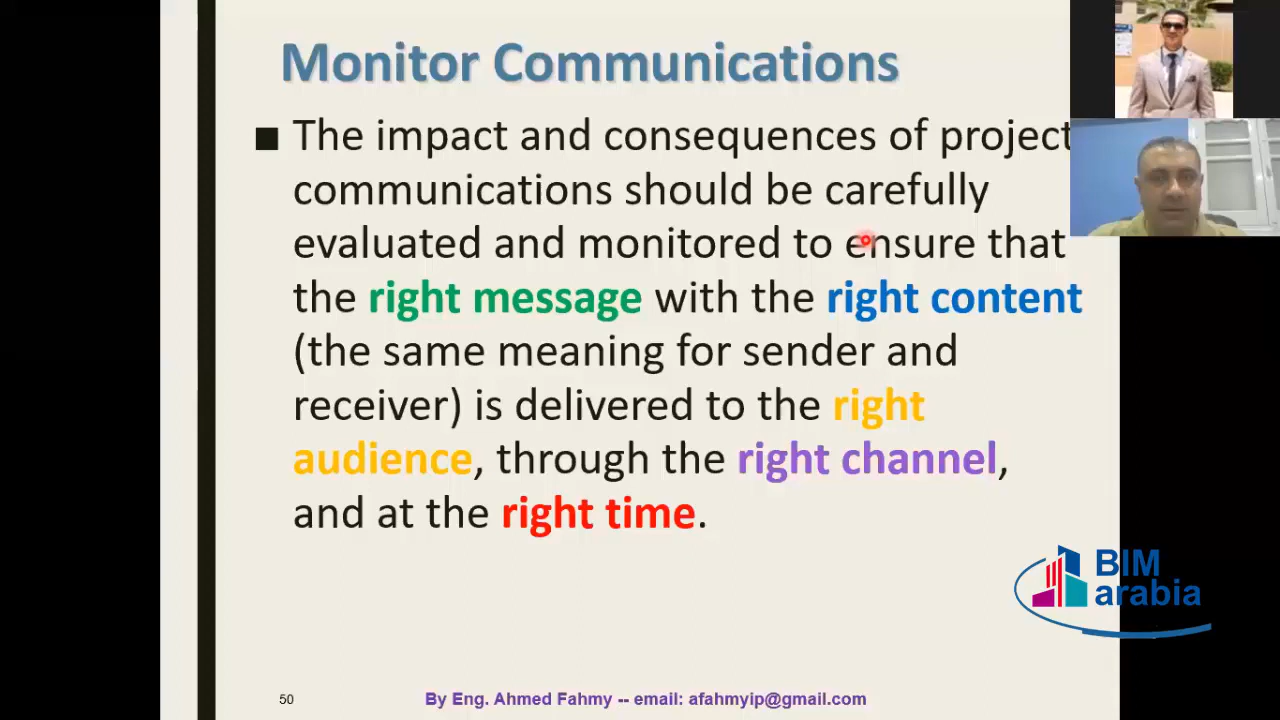 Monitor Communications
■ The impact and consequences of project
communications should be carefully
evaluated and monitored to ensure that
the right message with the right content
(the same meaning for sender and
receiver) is delivered to the right
audience, through the right channel,
and at the right time.
BIM
arabia
50
By Eng. Ahmed Fahmy -- email: afahmyip@gmail.com